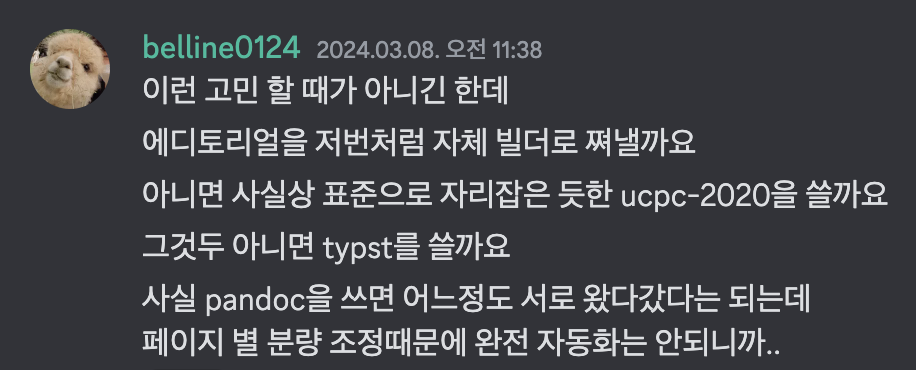 belline0124 2024.03.08. 오전 11:38
이런 고민 할 때가 아니긴 한데
에디토리얼을 저번처럼 자체 빌더로 쪄낼까요
아니면 사실상 표준으로 자리잡은 듯한 ucpc-2020을 쓸까요
그것두 아니면 typst를 쓸까요
사실 pandoc을 쓰면 어느정도 서로 왔다갔다는 되는데
페이지 별 분량 조정때문에 완전 자동화는 안되니까..